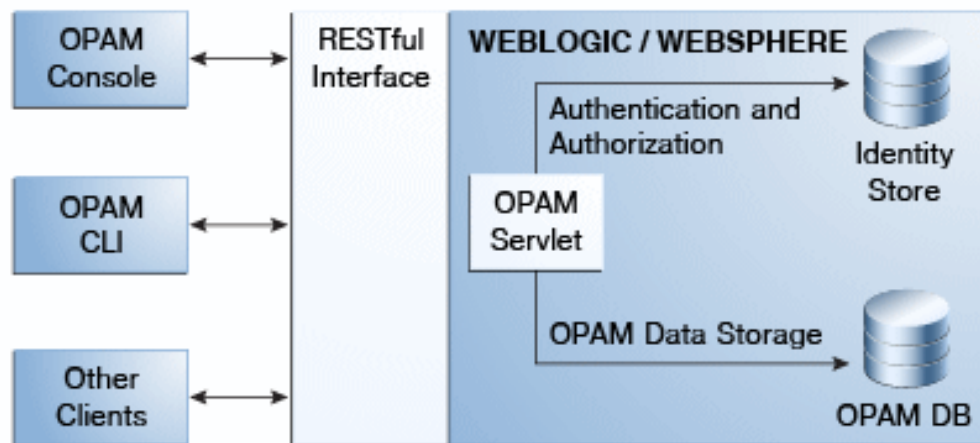 OPAM
Console
OPAM
CLI
Other
Clients
RESTful
Interface
WEBLOGIC / WEBSPHERE
Authentication and
Authorization
Identity
Store
OPAM
Servlet
OPAM Data Storage
OPAM DB